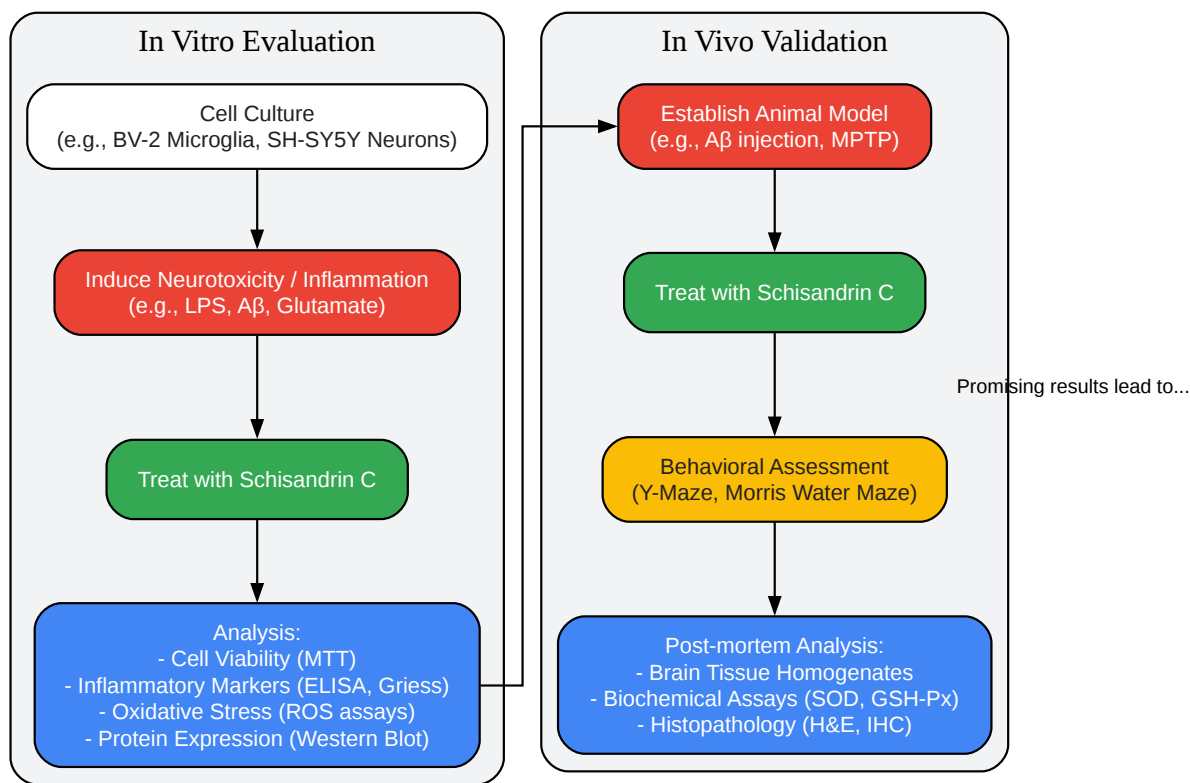 In Vitro Evaluation
Cell Culture
(e.g., BV-2 Microglia, SH-SY5Y Neurons)
Induce Neurotoxicity / Inflammation
(e.g., LPS, Aβ, Glutamate)
Treat with Schisandrin C
Analysis:
- Cell Viability (MTT)
- Inflammatory Markers (ELISA, Griess)
- Oxidative Stress (ROS assays)
- Protein Expression (Western Blot)
In Vivo Validation
Establish Animal Model
(e.g., Aβ injection, MPTP)
Treat with Schisandrin C
Behavioral Assessment
(Y-Maze, Morris Water Maze)
Post-mortem Analysis:
- Brain Tissue Homogenates
- Biochemical Assays (SOD, GSH-Px)
- Histopathology (H&E, IHC)
Promising results lead to...